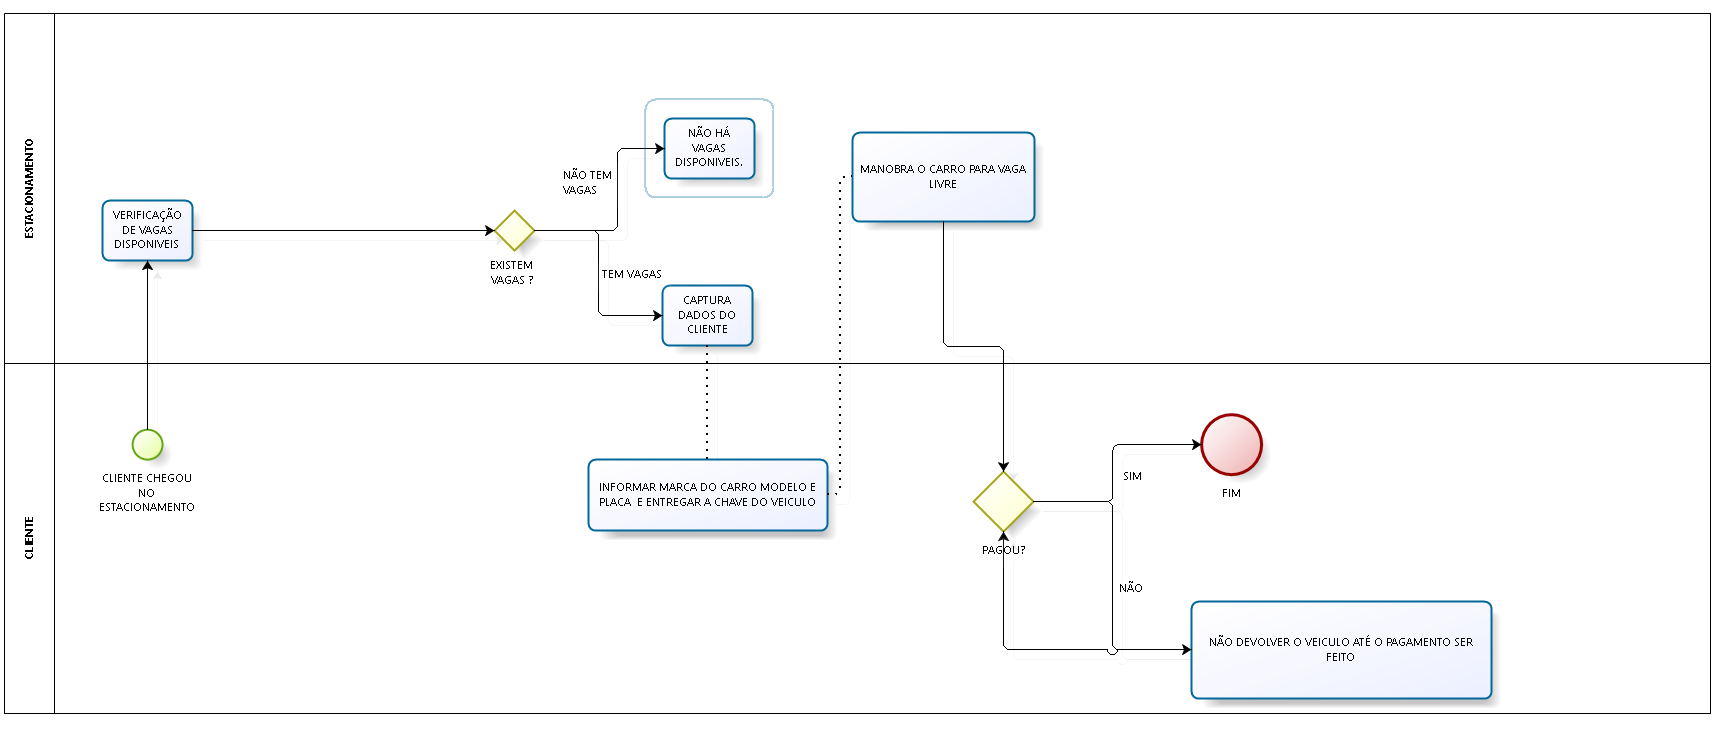 ESTACIONAMENTO
VERIFICAÇÃO
DE VAGAS
DISPONIVEIS
EXISTEM
VAGAS ?
NÃO TEM
VAGAS
NÃO HÁ
VAGAS
DISPONIVEIS.
TEM VAGAS
CAPTURA
DADOS DO
CLIENTE
MANOBRA O CARRO PARA VAGA
LIVRE
CLIENTE
CLIENTE CHEGOU
NO
ESTACIONAMENTO
INFORMAR MARCA DO CARRO MODELO E
PLACA  E ENTREGAR A CHAVE DO VEICULO
PAGOU?
SIM
FIM
NÃO
NÃO DEVOLVER O VEICULO ATÉ O PAGAMENTO SER
FEITO